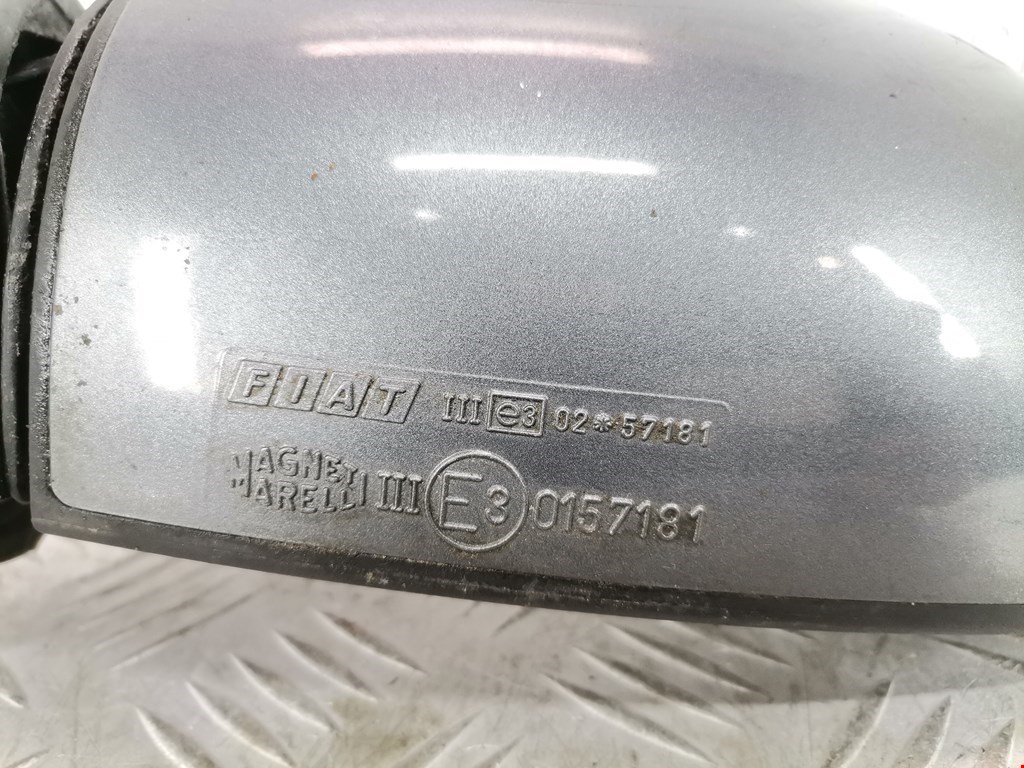 FIAT III e3 02*57181
MAGNETI
MARELLI III E3 0157181